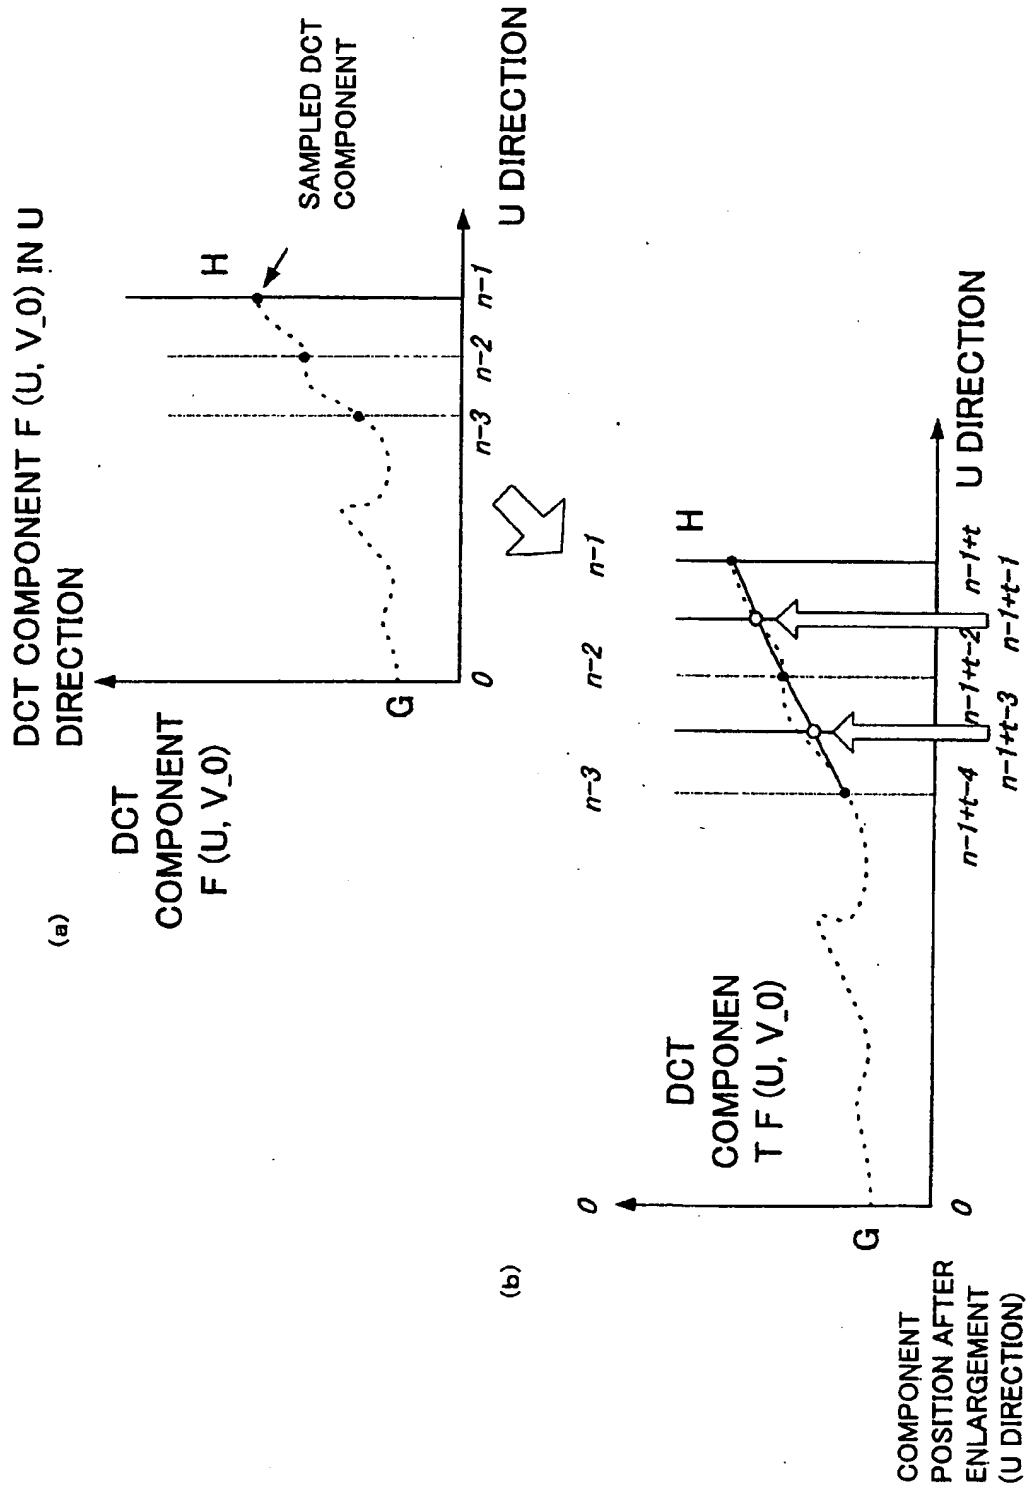 DCT COMPONENT F (U, V_0) IN U
DIRECTION
(a)
DCT
COMPONENT
F (U, V_0)
H
SAMPLED DCT
COMPONENT
G
0
n-3
n-2
n-1
U DIRECTION
(b)
0
n-3
n-2
n-1
DCT
COMPONEN
T F (U, V_0)
H
G
0
n-1+t-4
n-1+t-2
n-1+t
U DIRECTION
n-1+t-3
n-1+t-1
COMPONENT
POSITION AFTER
ENLARGEMENT
(U DIRECTION)